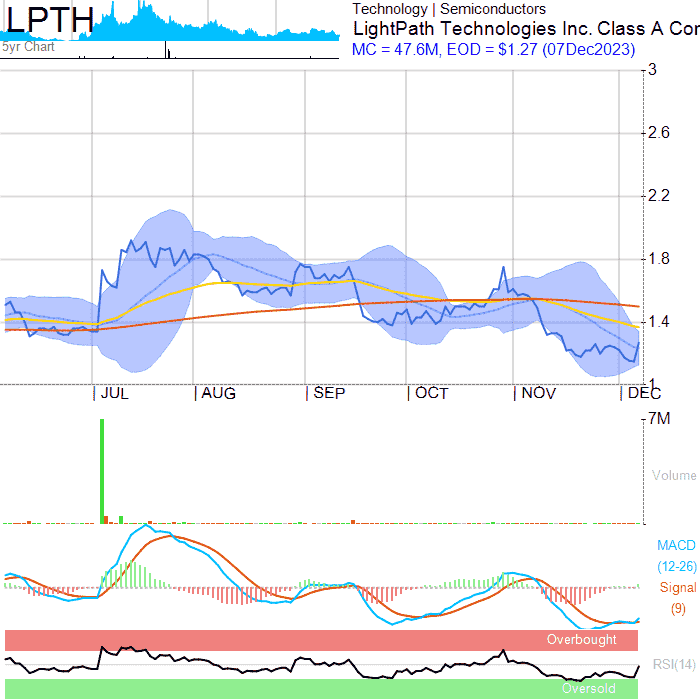 LPTH
5yr Chart
Technology | Semiconductors
LightPath Technologies Inc. Class A Cor
MC = 47.6M, EOD = $1.27 (07Dec2023)
3
2.6
2.2
1.8
1.4
1
JUL AUG SEP OCT NOV DEC
7M
Volume
MACD
(12-26)
Signal
(9)
Overbought
RSI(14)
Oversold